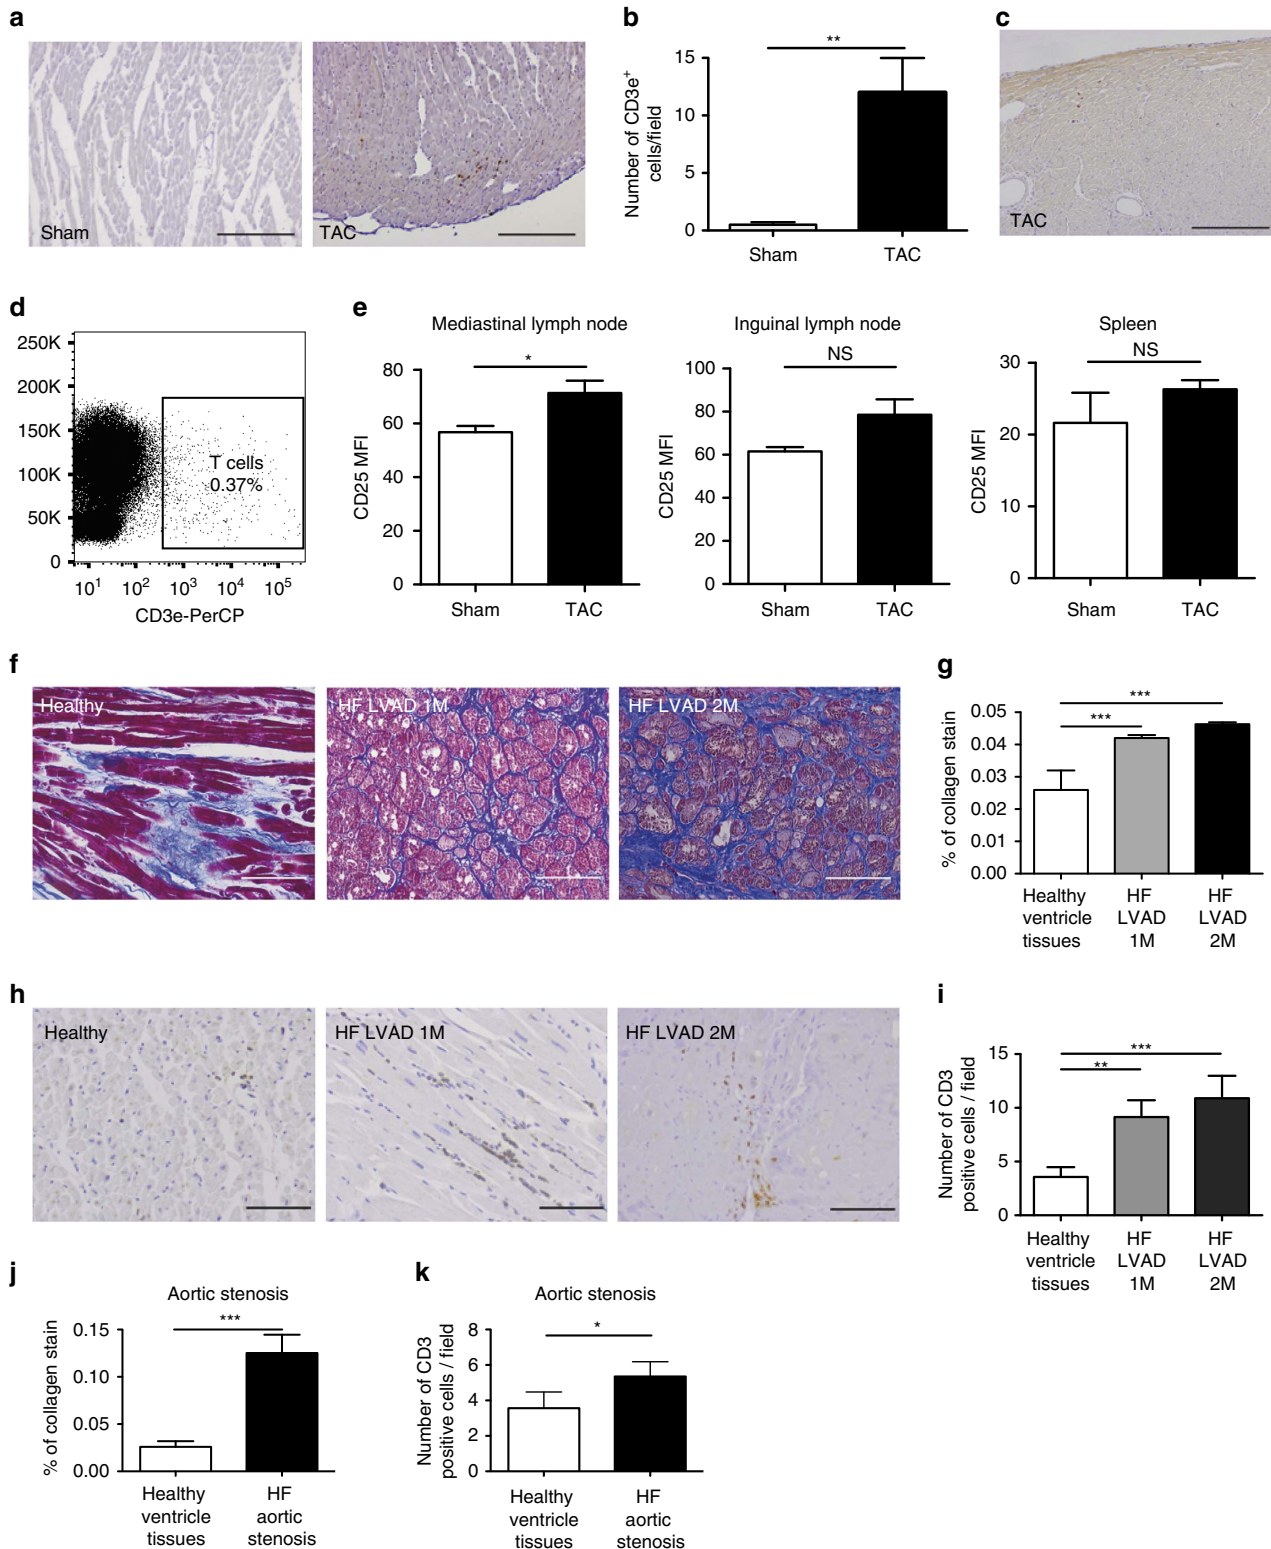 a
Sham
TAC
b
**
Number of CD3e⁺
cells/field
15
10
5
0
Sham
TAC
c
TAC
d
250K
200K
150K
100K
50K
0
T cells
0.37%
10¹ 10² 10³ 10⁴ 10⁵
CD3e-PerCP
e
Mediastinal lymph node
*
CD25 MFI
80
60
40
20
0
Sham
TAC
Inguinal lymph node
NS
CD25 MFI
100
80
60
40
20
0
Sham
TAC
Spleen
NS
CD25 MFI
30
20
10
0
Sham
TAC
f
Healthy
HF LVAD 1M
HF LVAD 2M
g
***
***
% of collagen stain
0.05
0.04
0.03
0.02
0.01
0.00
Healthy
ventricle
tissues
HF
LVAD
1M
HF
LVAD
2M
h
Healthy
HF LVAD 1M
HF LVAD 2M
i
***
**
Number of CD3
positive cells / field
15
10
5
0
Healthy
ventricle
tissues
HF
LVAD
1M
HF
LVAD
2M
j
Aortic stenosis
***
% of collagen stain
0.15
0.10
0.05
0.00
Healthy
ventricle
tissues
HF
aortic
stenosis
k
Aortic stenosis
*
Number of CD3
positive cells / field
8
6
4
2
0
Healthy
ventricle
tissues
HF
aortic
stenosis